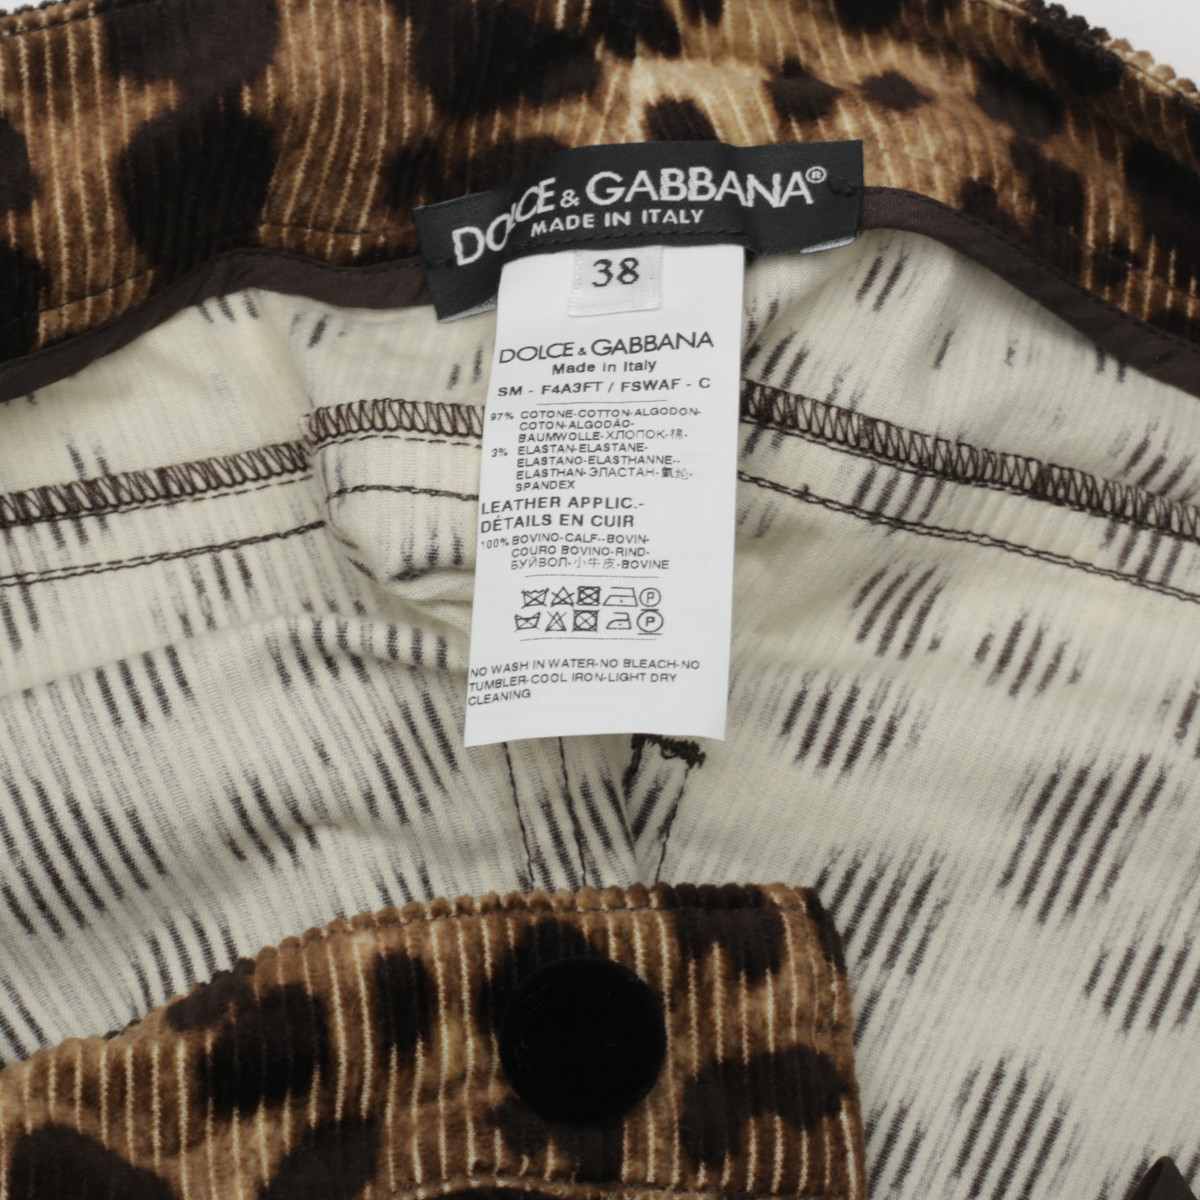 DOLCE & GABBANA®
MADE IN ITALY
38
DOLCE & GABBANA
Made in Italy
SM - F4A3FT / FSWAF - C
97% COTONE-COTTON-ALGODON-
COTON-ALGODÃO-
BAUMWOLLE-ХЛОПОК-棉-
3% ELASTAN-ELASTANE-
ELASTANO-ELASTHANNE--
ELASTHAN-ЭЛАСТАН-氨纶-
SPANDEX
LEATHER APPLIC.-
DÉTAILS EN CUIR
100% BOVINO-CALF--BOVIN-
COURO BOVINO-RIND-
БУЙВОЛ-小牛皮-BOVINE
P
P
NO WASH IN WATER-NO BLEACH-NO
TUMBLER-COOL IRON-LIGHT DRY
CLEANING